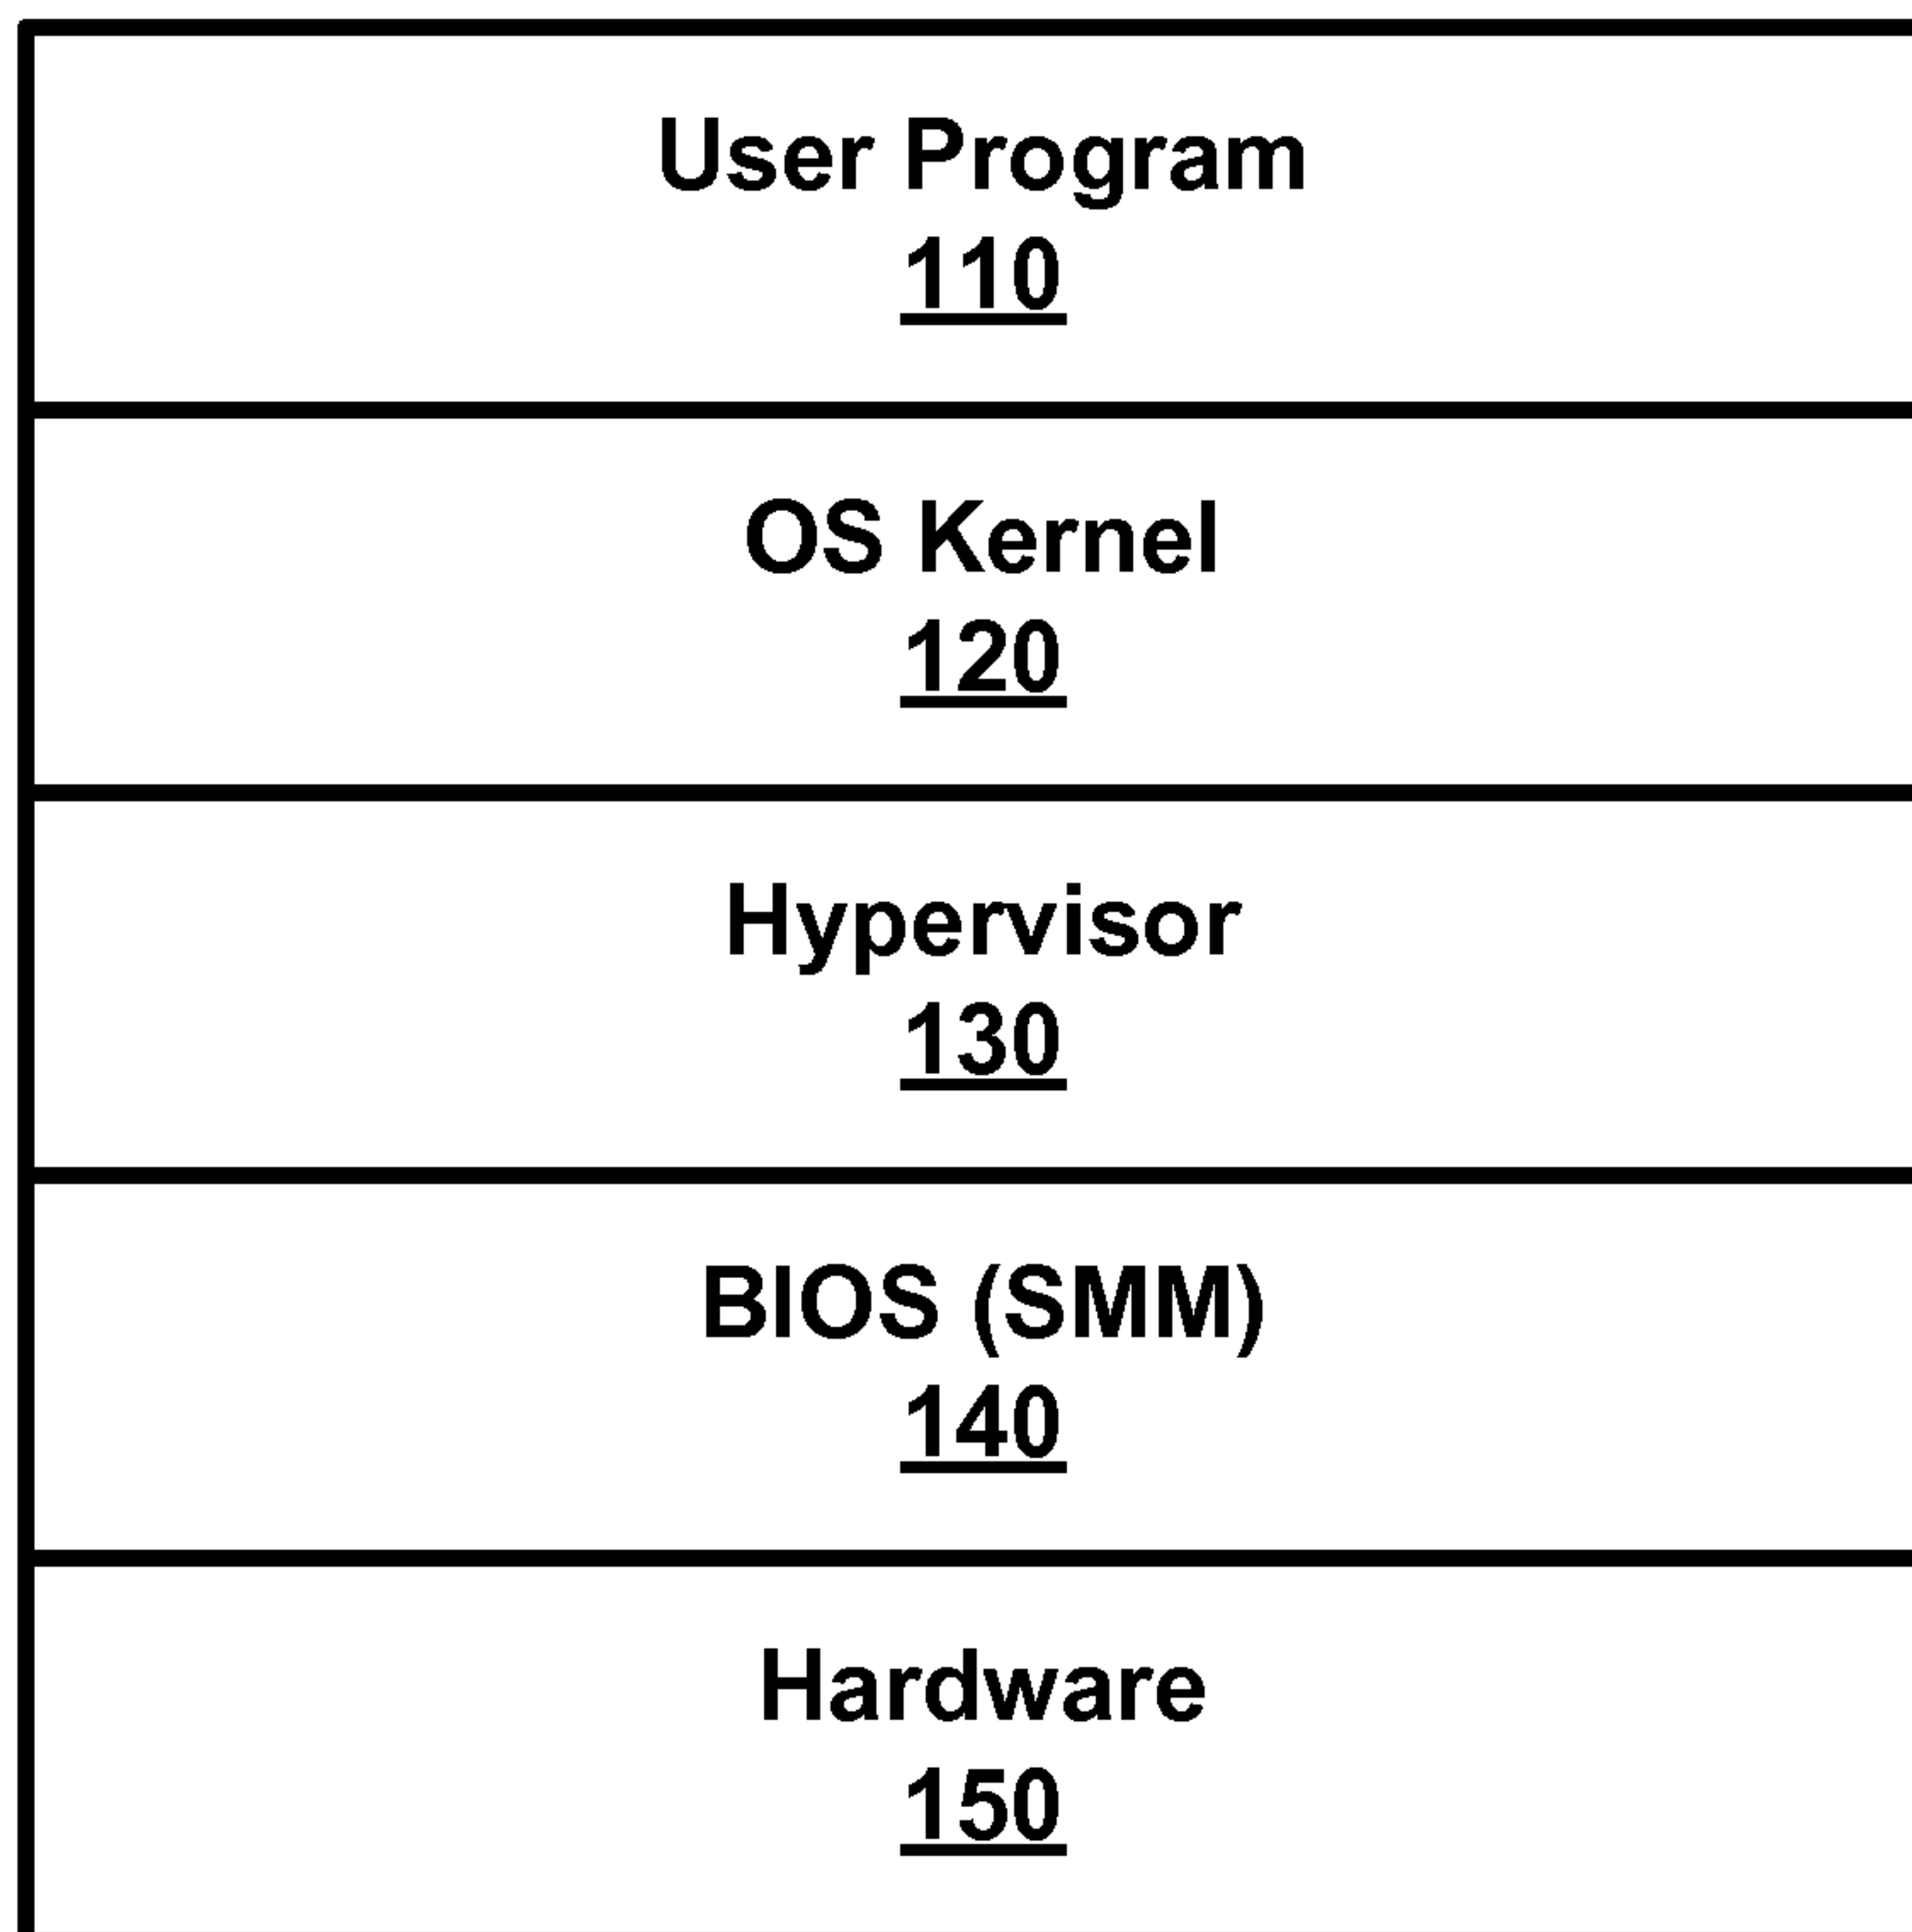 User Program
110
OS Kernel
120
Hypervisor
130
BIOS (SMM)
140
Hardware
150